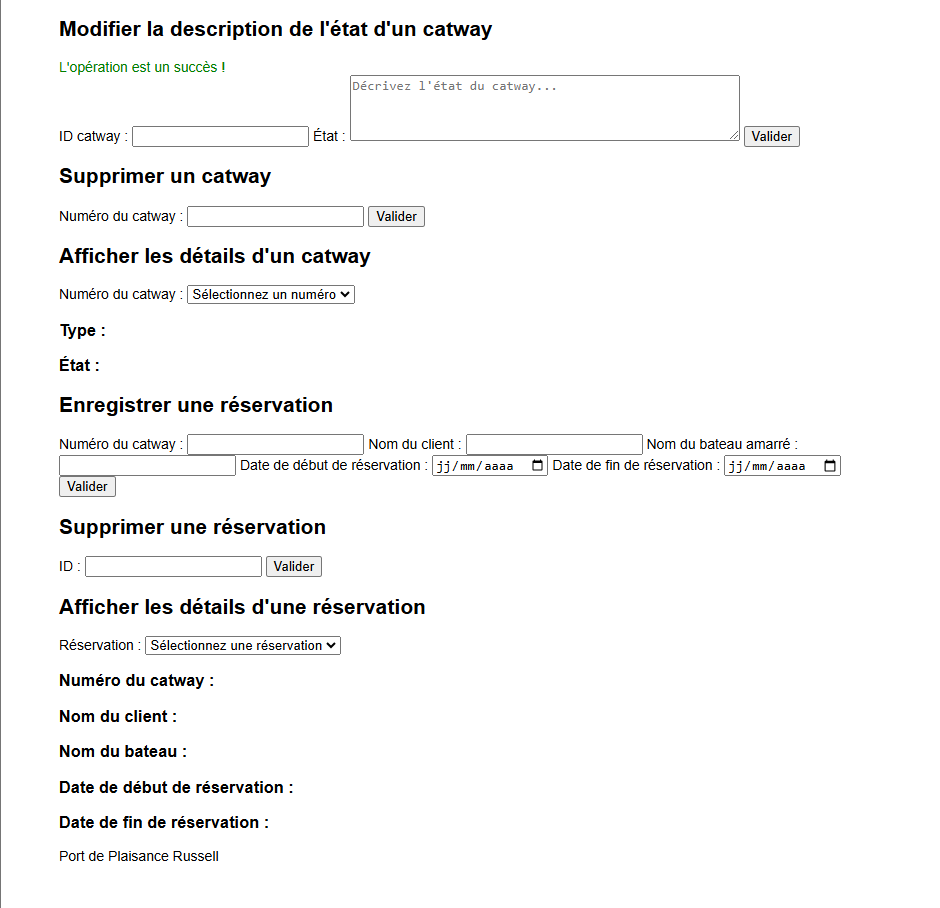 Modifier la description de l'état d'un catway
L'opération est un succès !
Décrivez l'état du catway...
ID catway : État : Valider
Supprimer un catway
Numéro du catway : Valider
Afficher les détails d'un catway
Numéro du catway : Sélectionnez un numéro
Type :
État :
Enregistrer une réservation
Numéro du catway : Nom du client : Nom du bateau amarré :
Date de début de réservation : jj/mm/aaaa Date de fin de réservation : jj/mm/aaaa
Valider
Supprimer une réservation
ID : Valider
Afficher les détails d'une réservation
Réservation : Sélectionnez une réservation
Numéro du catway :
Nom du client :
Nom du bateau :
Date de début de réservation :
Date de fin de réservation :
Port de Plaisance Russell